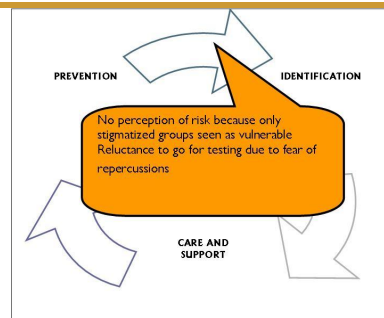 PREVENTION
IDENTIFICATION
No perception of risk because only
stigmatized groups seen as vulnerable
Reluctance to go for testing due to fear of
repercussions
CARE AND
SUPPORT